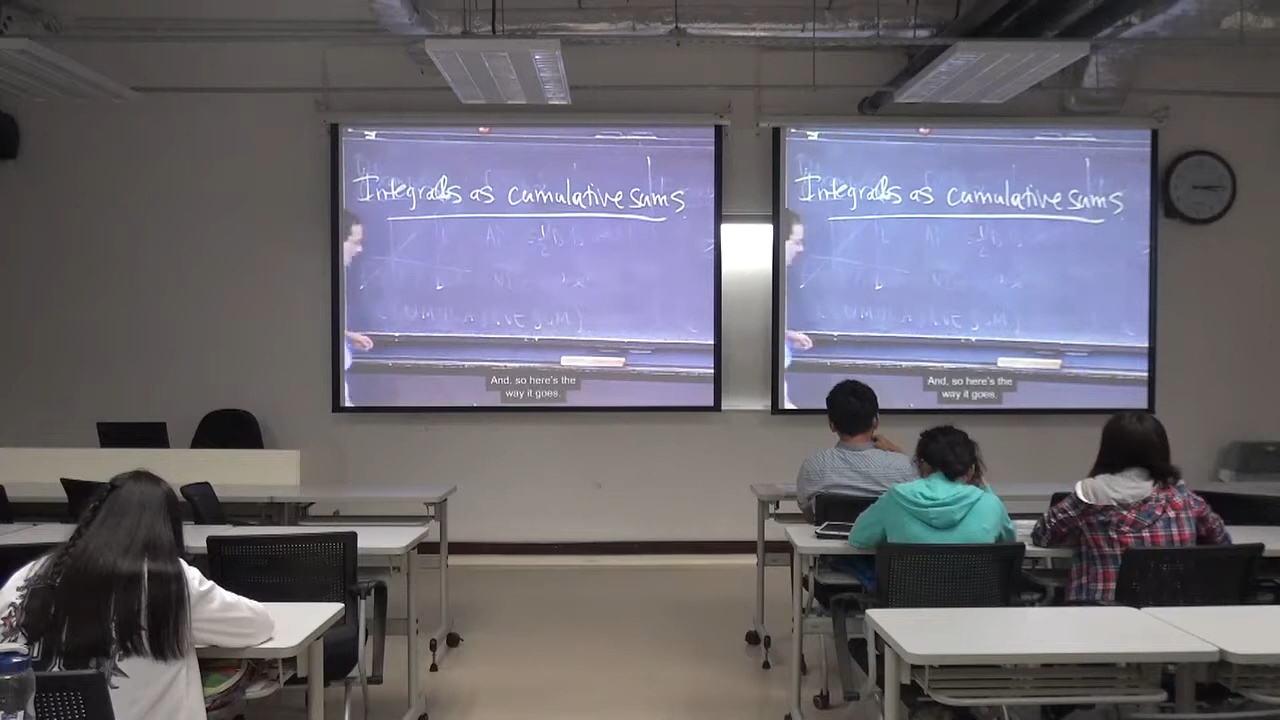 Integrals as cumulative sums
And, so here's the
way it goes.
Integrals as cumulative sums
And, so here's the
way it goes.